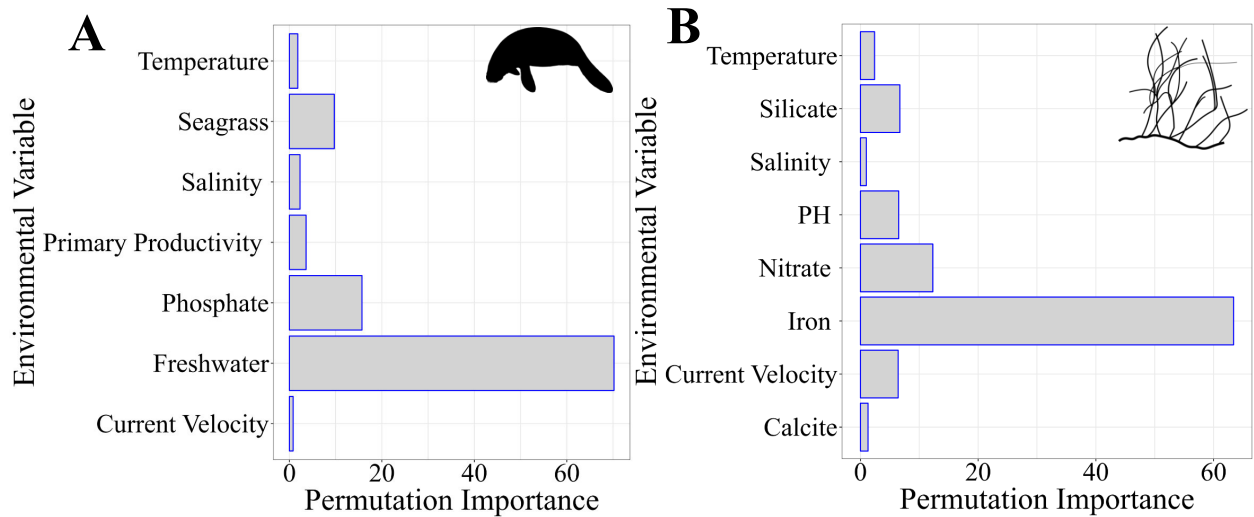 A
Environmental Variable
Temperature
Seagrass
Salinity
Primary Productivity
Phosphate
Freshwater
Current Velocity
0 20 40 60
Permutation Importance
B
Environmental Variable
Temperature
Silicate
Salinity
PH
Nitrate
Iron
Current Velocity
Calcite
0 20 40 60
Permutation Importance